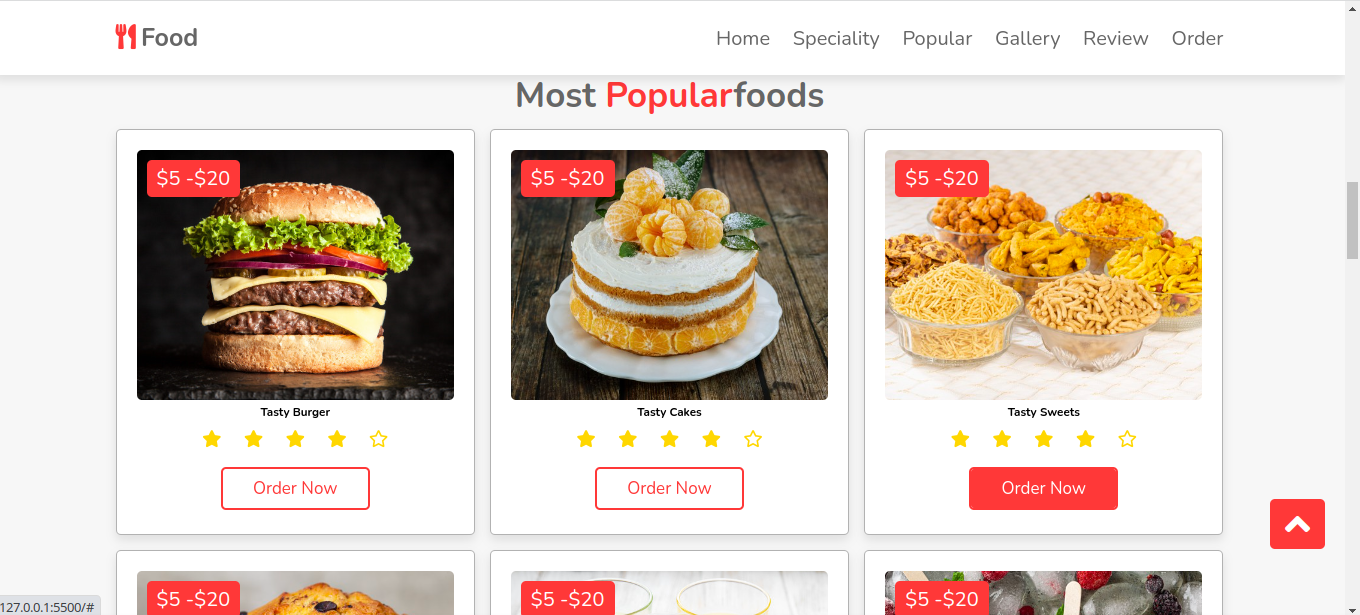 Food
Home Speciality Popular Gallery Review Order
Most Popularfoods
$5 -$20 $5 -$20 $5 -$20
Tasty Burger Tasty Cakes Tasty Sweets
Order Now Order Now Order Now
$5 -$20 $5 -$20 $5 -$20
127.0.0.1:5500/#